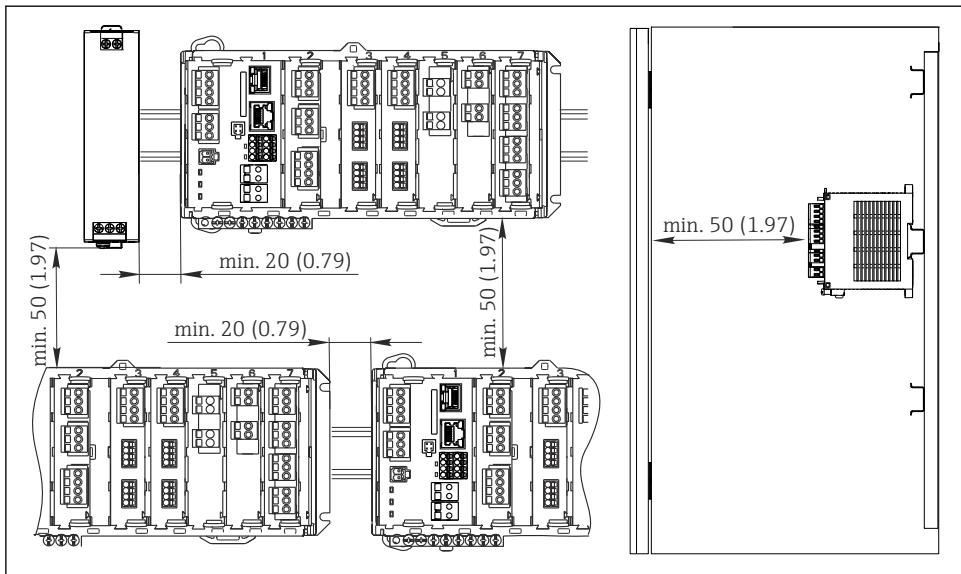 1 2 3 4 5 6 7
min. 50 (1.97)
min. 20 (0.79)
min. 50 (1.97)
min. 50 (1.97)
min. 20 (0.79)
2 3 4 5 6 7
1 2 3